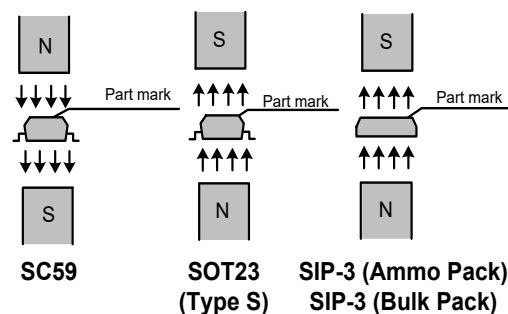 N
S
S
Part mark
Part mark
Part mark
S
N
N
SC59
SOT23
(Type S)
SIP-3 (Ammo Pack)
SIP-3 (Bulk Pack)